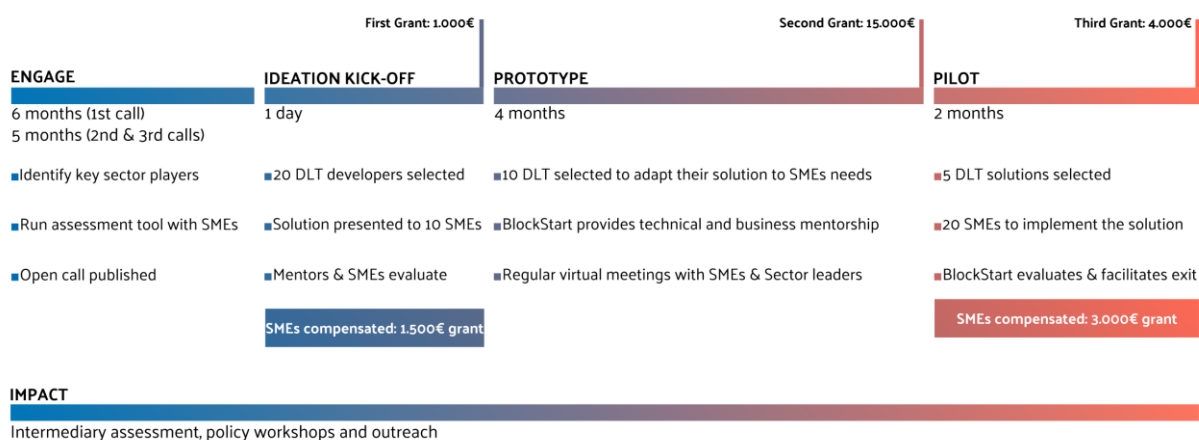 First Grant: 1.000€
Second Grant: 15.000€
Third Grant: 4.000€
ENGAGE
6 months (1st call)
5 months (2nd & 3rd calls)
Identify key sector players
Run assessment tool with SMEs
Open call published
IDEATION KICK-OFF
1 day
20 DLT developers selected
Solution presented to 10 SMEs
Mentors & SMEs evaluate
SMEs compensated: 1.500€ grant
PROTOTYPE
4 months
10 DLT selected to adapt their solution to SMEs needs
BlockStart provides technical and business mentorship
Regular virtual meetings with SMEs & Sector leaders
PILOT
2 months
5 DLT solutions selected
20 SMEs to implement the solution
BlockStart evaluates & facilitates exit
SMEs compensated: 3.000€ grant
IMPACT
Intermediary assessment, policy workshops and outreach